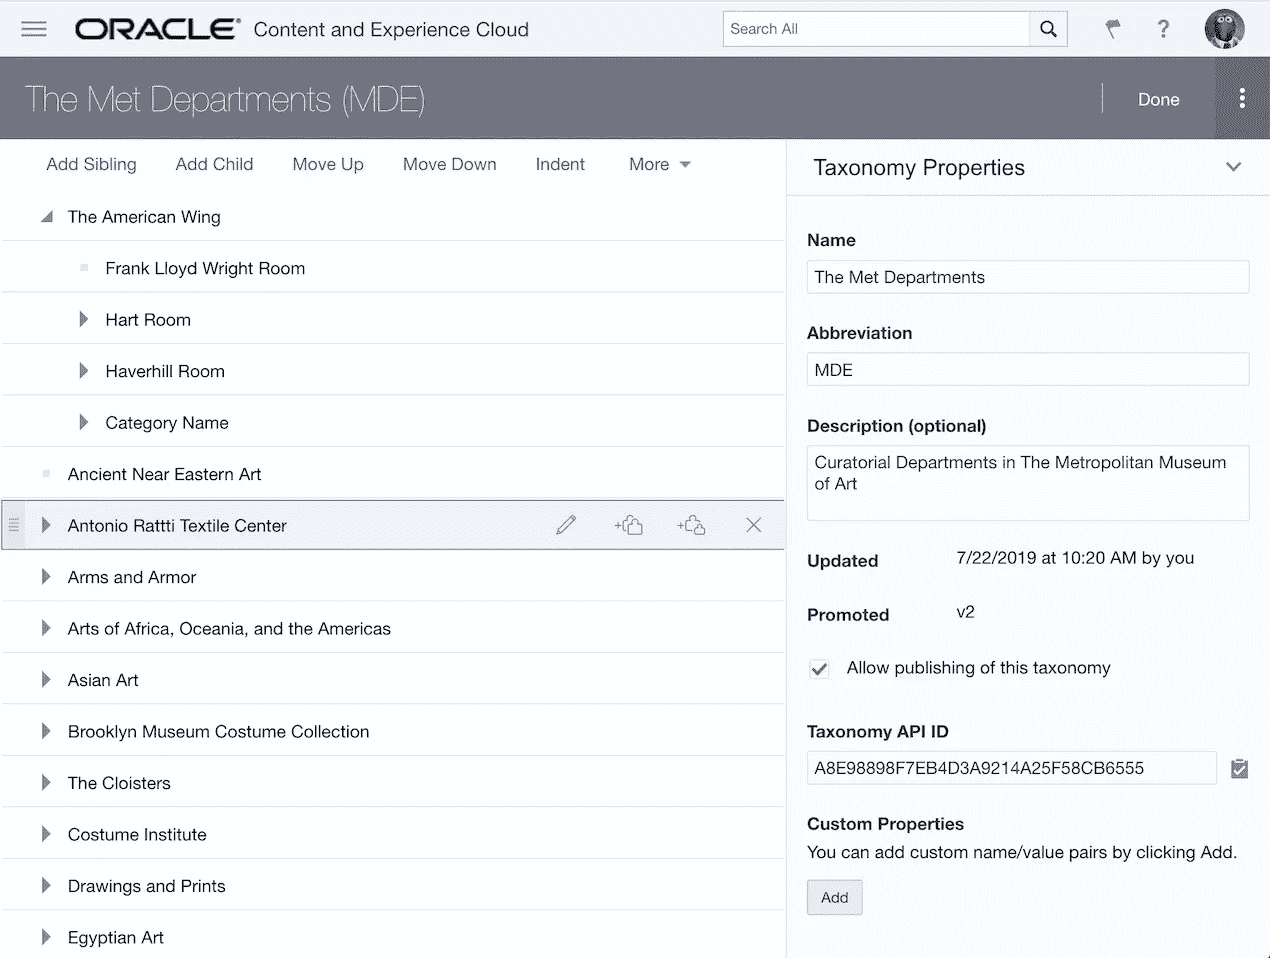 ORACLE® Content and Experience Cloud
Search All
?
The Met Departments (MDE)
Done
Add Sibling Add Child Move Up Move Down Indent More
The American Wing
Frank Lloyd Wright Room
Hart Room
Haverhill Room
Category Name
Ancient Near Eastern Art
Antonio Rattti Textile Center
Arms and Armor
Arts of Africa, Oceania, and the Americas
Asian Art
Brooklyn Museum Costume Collection
The Cloisters
Costume Institute
Drawings and Prints
Egyptian Art
Taxonomy Properties
Name
The Met Departments
Abbreviation
MDE
Description (optional)
Curatorial Departments in The Metropolitan Museum
of Art
Updated 7/22/2019 at 10:20 AM by you
Promoted v2
Allow publishing of this taxonomy
Taxonomy API ID
A8E98898F7EB4D3A9214A25F58CB6555
Custom Properties
You can add custom name/value pairs by clicking Add.
Add